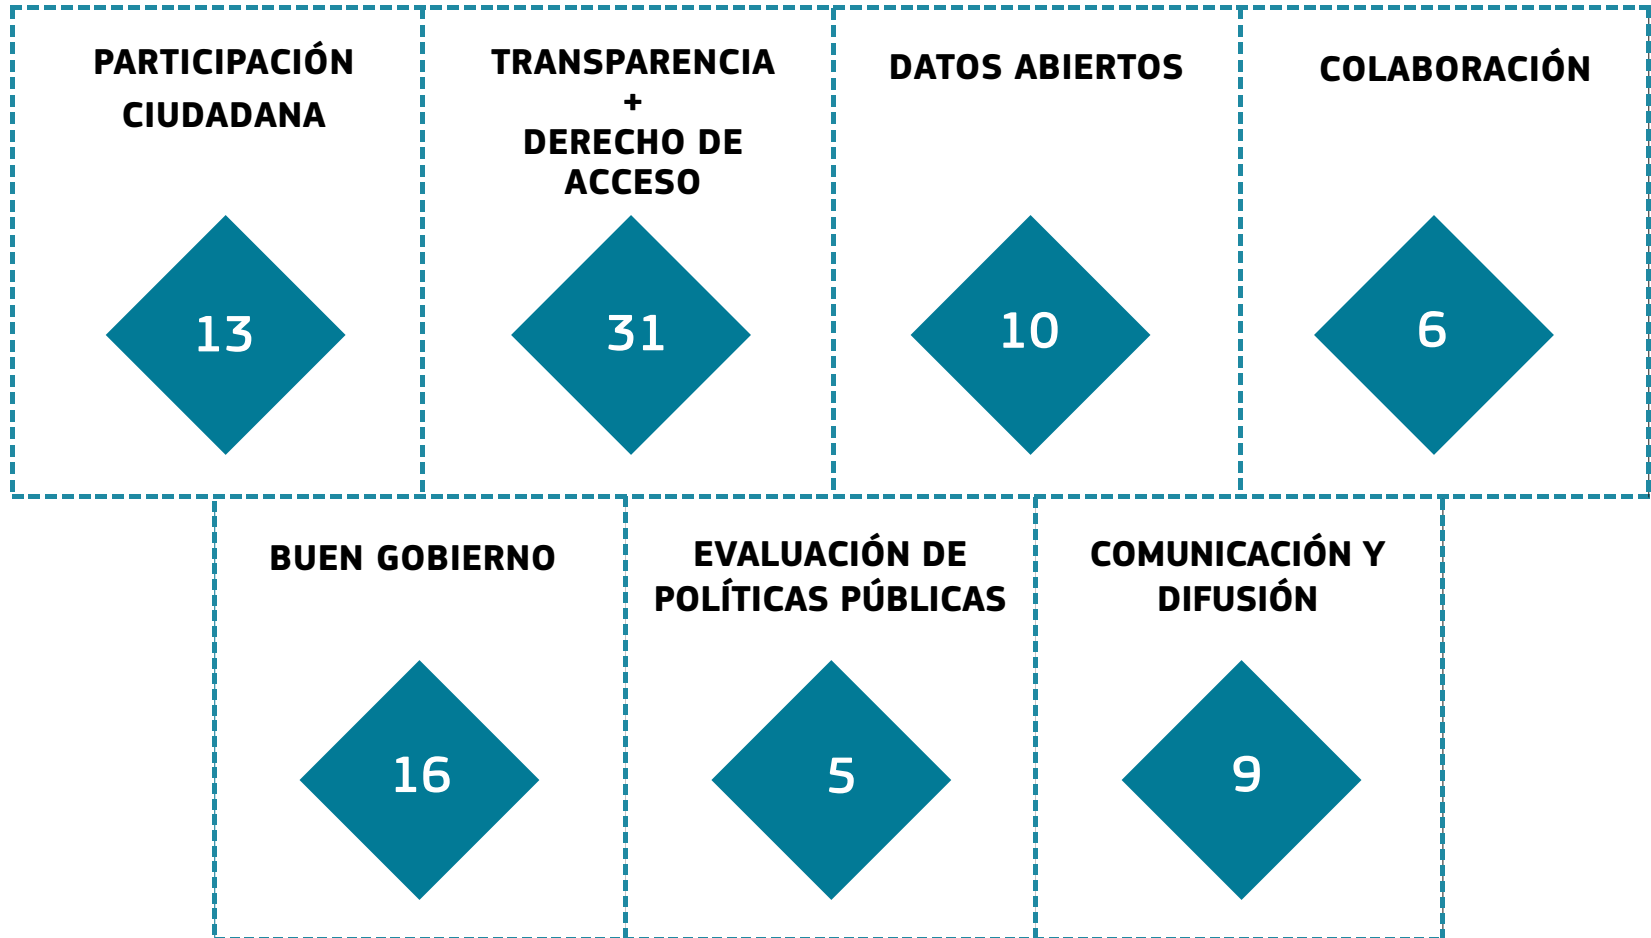 PARTICIPACIÓN
CIUDADANA
13
TRANSPARENCIA
+
DERECHO DE
ACCESO
31
DATOS ABIERTOS
10
COLABORACIÓN
6
BUEN GOBIERNO
16
EVALUACIÓN DE
POLÍTICAS PÚBLICAS
5
COMUNICACIÓN Y
DIFUSIÓN
9